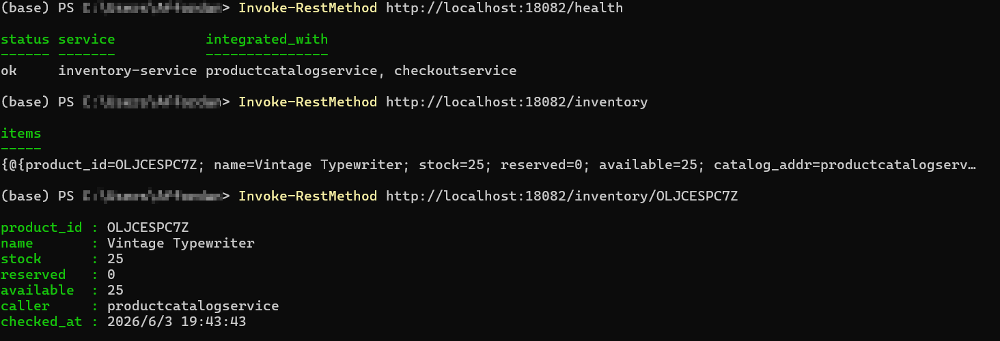 (base) PS > Invoke-RestMethod http://localhost:18082/health
status service           integrated_with
------ -------           ---------------
ok     inventory-service productcatalogservice, checkoutservice
(base) PS > Invoke-RestMethod http://localhost:18082/inventory
items
-----
{@{product_id=OLJCESPC7Z; name=Vintage Typewriter; stock=25; reserved=0; available=25; catalog_addr=productcatalogserv…
(base) PS > Invoke-RestMethod http://localhost:18082/inventory/OLJCESPC7Z
product_id : OLJCESPC7Z
name       : Vintage Typewriter
stock      : 25
reserved   : 0
available  : 25
caller     : productcatalogservice
checked_at : 2026/6/3 19:43:43